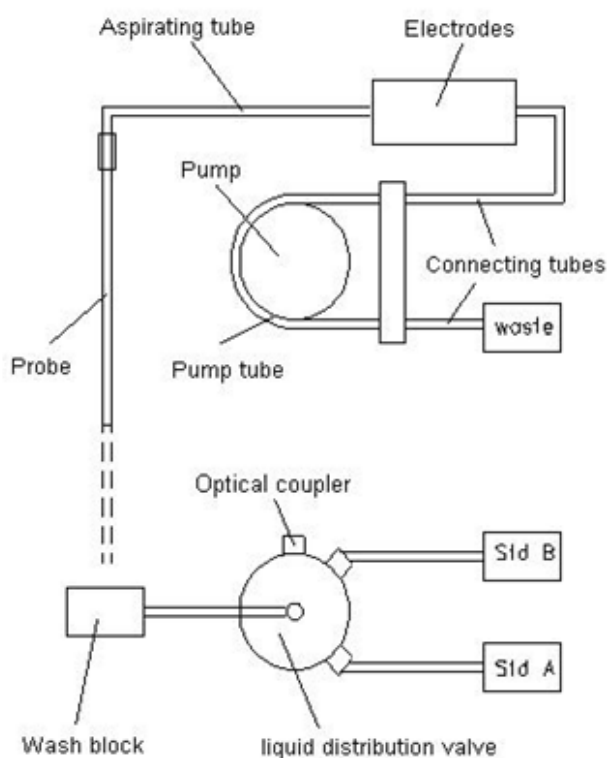 Aspirating tube
Electrodes
Pump
Connecting tubes
waste
Probe
Pump tube
Optical coupler
Std B
Std A
Wash block
liquid distribution valve